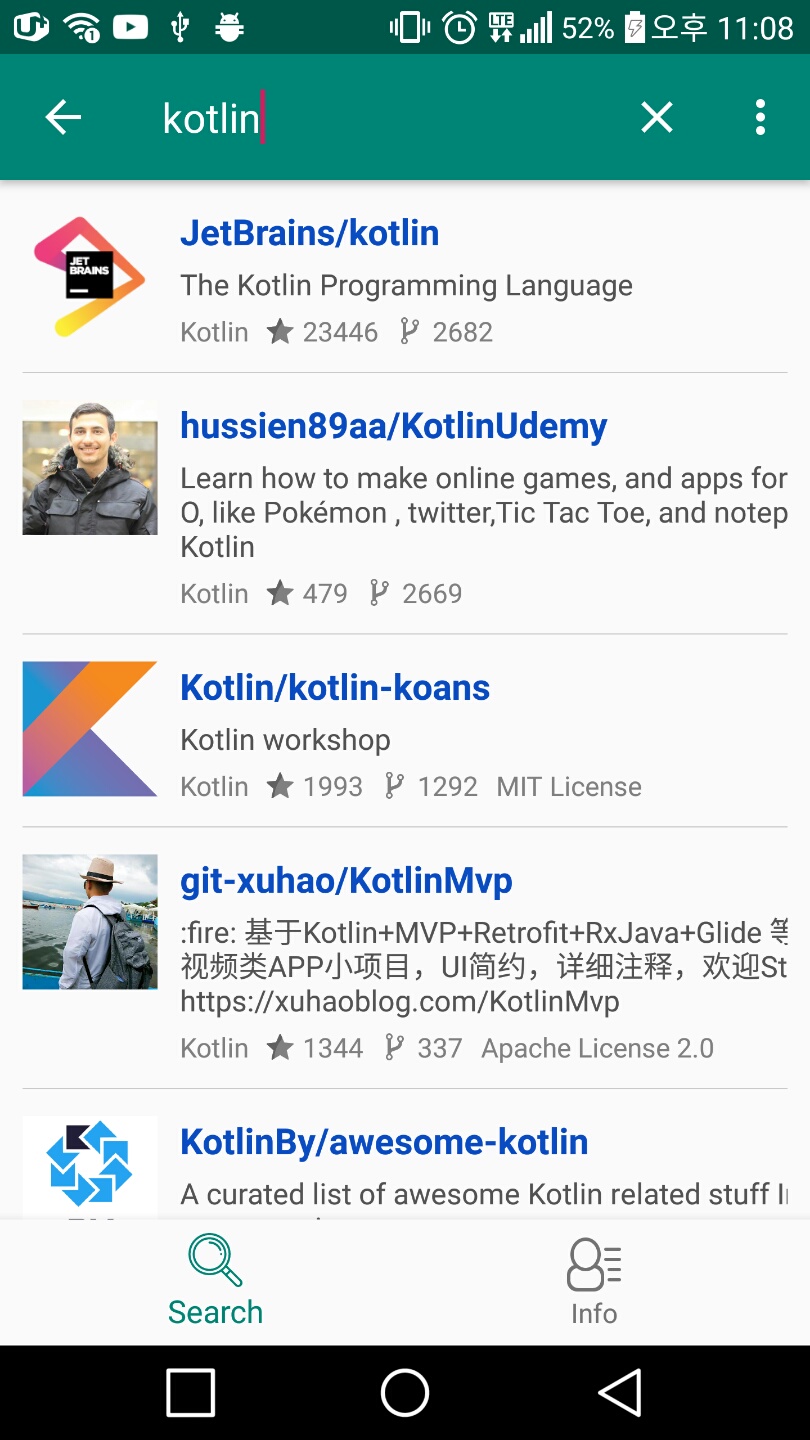 52% 오후 11:08
kotlin
JET
BRAINS
JetBrains/kotlin
The Kotlin Programming Language
Kotlin 23446 2682
hussien89aa/KotlinUdemy
Learn how to make online games, and apps for
O, like Pokémon , twitter,Tic Tac Toe, and notep
Kotlin
Kotlin 479 2669
Kotlin/kotlin-koans
Kotlin workshop
Kotlin 1993 1292 MIT License
git-xuhao/KotlinMvp
:fire: 基于Kotlin+MVP+Retrofit+RxJava+Glide 等
视频类APP小项目，UI简约，详细注释，欢迎St
https://xuhaoblog.com/KotlinMvp
Kotlin 1344 337 Apache License 2.0
KotlinBy/awesome-kotlin
A curated list of awesome Kotlin related stuff
Search
Info